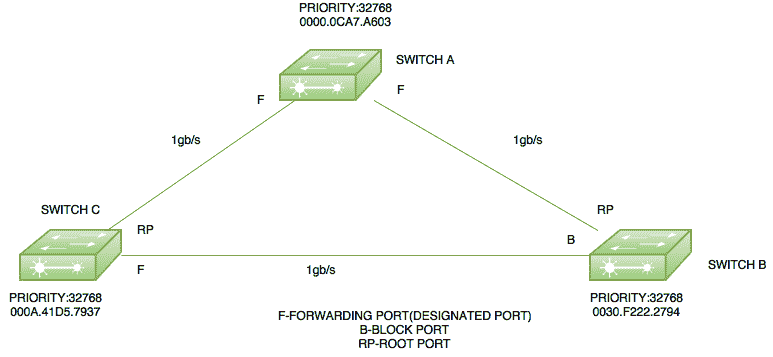 PRIORITY:32768
0000.0CA7.A603
SWITCH A
F
F
1gb/s
1gb/s
SWITCH C
RP
RP
B
SWITCH B
F
1gb/s
PRIORITY:32768
000A.41D5.7937
PRIORITY:32768
0030.F222.2794
F-FORWARDING PORT(DESIGNATED PORT)
B-BLOCK PORT
RP-ROOT PORT